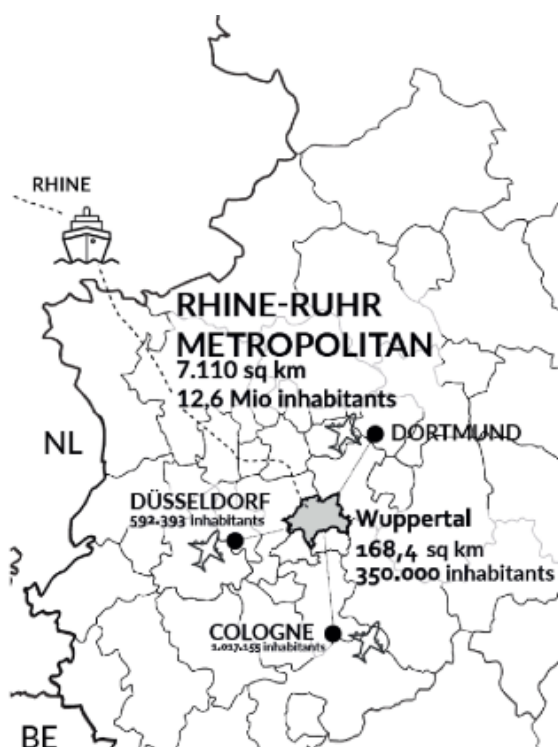 RHINE
RHINE-RUHR
METROPOLITAN
7.110 sq km
12,6 Mio inhabitants
NL
DORTMUND
DÜSSELDORF
592.393 inhabitants
Wuppertal
168,4 sq km
350.000 inhabitants
COLOGNE
1.017.155 inhabitants
BE